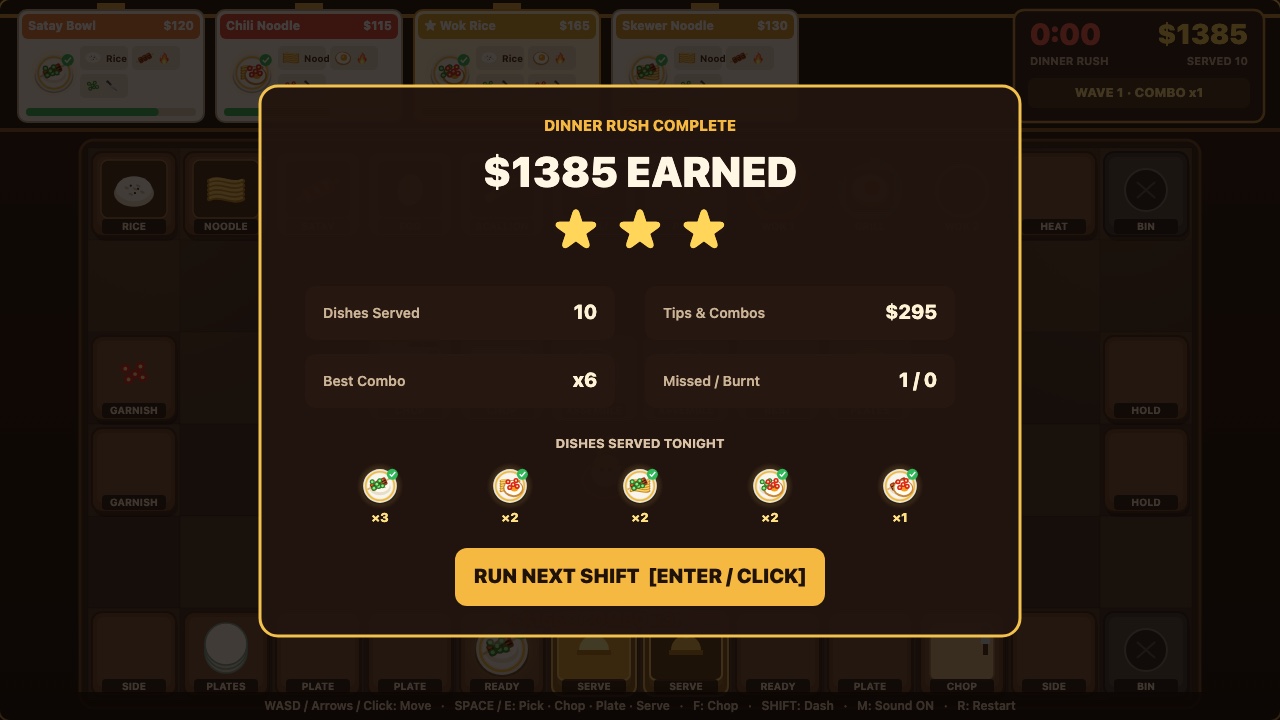 Satay Bowl $120
Chili Noodle $115
★ Wok Rice $165
Skewer Noodle $130
Rice
Nood
Rice
Nood
0:00 $1385
DINNER RUSH SERVED 10
WAVE 1 · COMBO x1
DINNER RUSH COMPLETE
$1385 EARNED
RICE
NOODLE
HEAT
BIN
Dishes Served 10
Tips & Combos $295
Best Combo x6
Missed / Burnt 1 / 0
GARNISH
HOLD
DISHES SERVED TONIGHT
×3
×2
×2
×2
×1
GARNISH
HOLD
RUN NEXT SHIFT [ENTER / CLICK]
SIDE
PLATES
PLATE
PLATE
READY
SERVE
SERVE
READY
PLATE
CHOP
SIDE
BIN
WASD / Arrows / Click: Move · SPACE / E: Pick · Chop · Plate · Serve · F: Chop · SHIFT: Dash · M: Sound ON · R: Restart